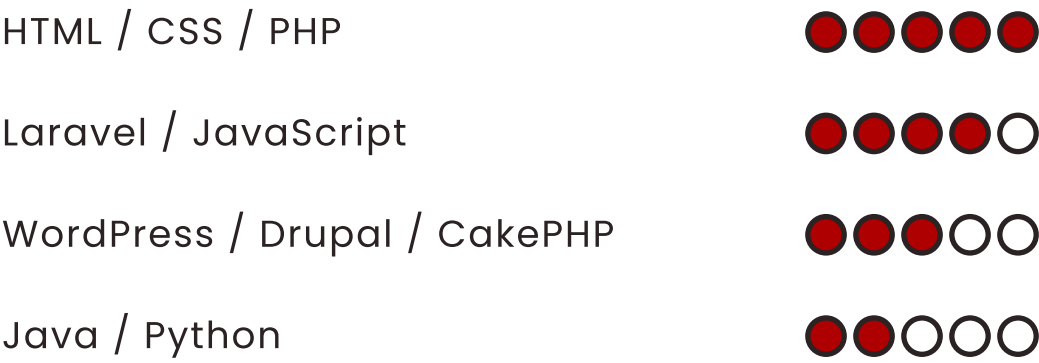 HTML / CSS / PHP
Laravel / JavaScript
WordPress / Drupal / CakePHP
Java / Python